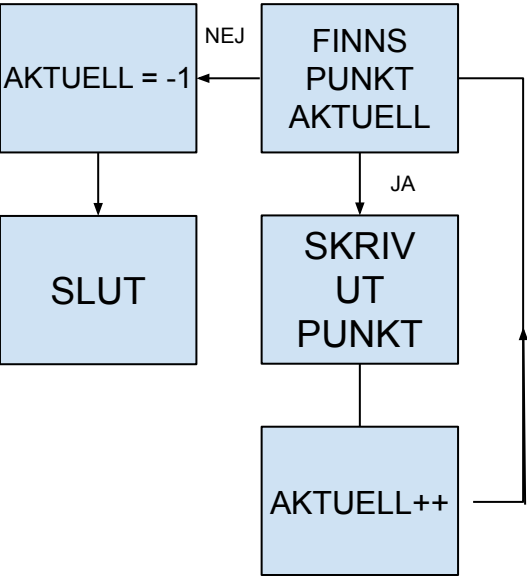 AKTUELL = -1
NEJ
FINNS
PUNKT
AKTUELL
JA
SLUT
SKRIV
UT
PUNKT
AKTUELL++